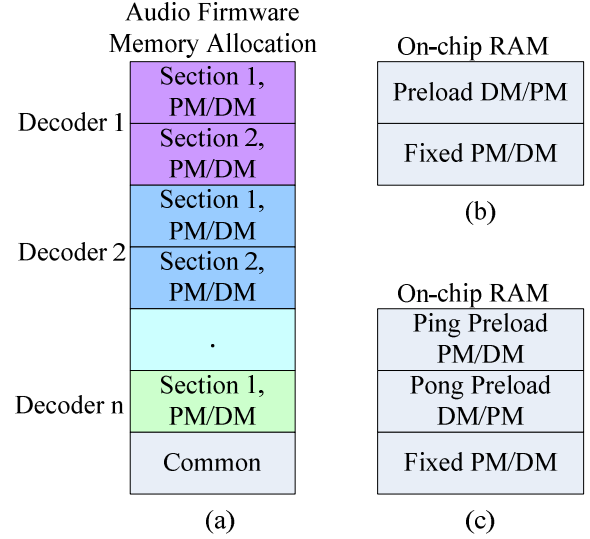 Audio Firmware
Memory Allocation
Decoder 1
Section 1,
PM/DM
Section 2,
PM/DM
Decoder 2
Section 1,
PM/DM
Section 2,
PM/DM
.
Decoder n
Section 1,
PM/DM
Common
(a)
On-chip RAM
Preload DM/PM
Fixed PM/DM
(b)
On-chip RAM
Ping Preload
PM/DM
Pong Preload
DM/PM
Fixed PM/DM
(c)